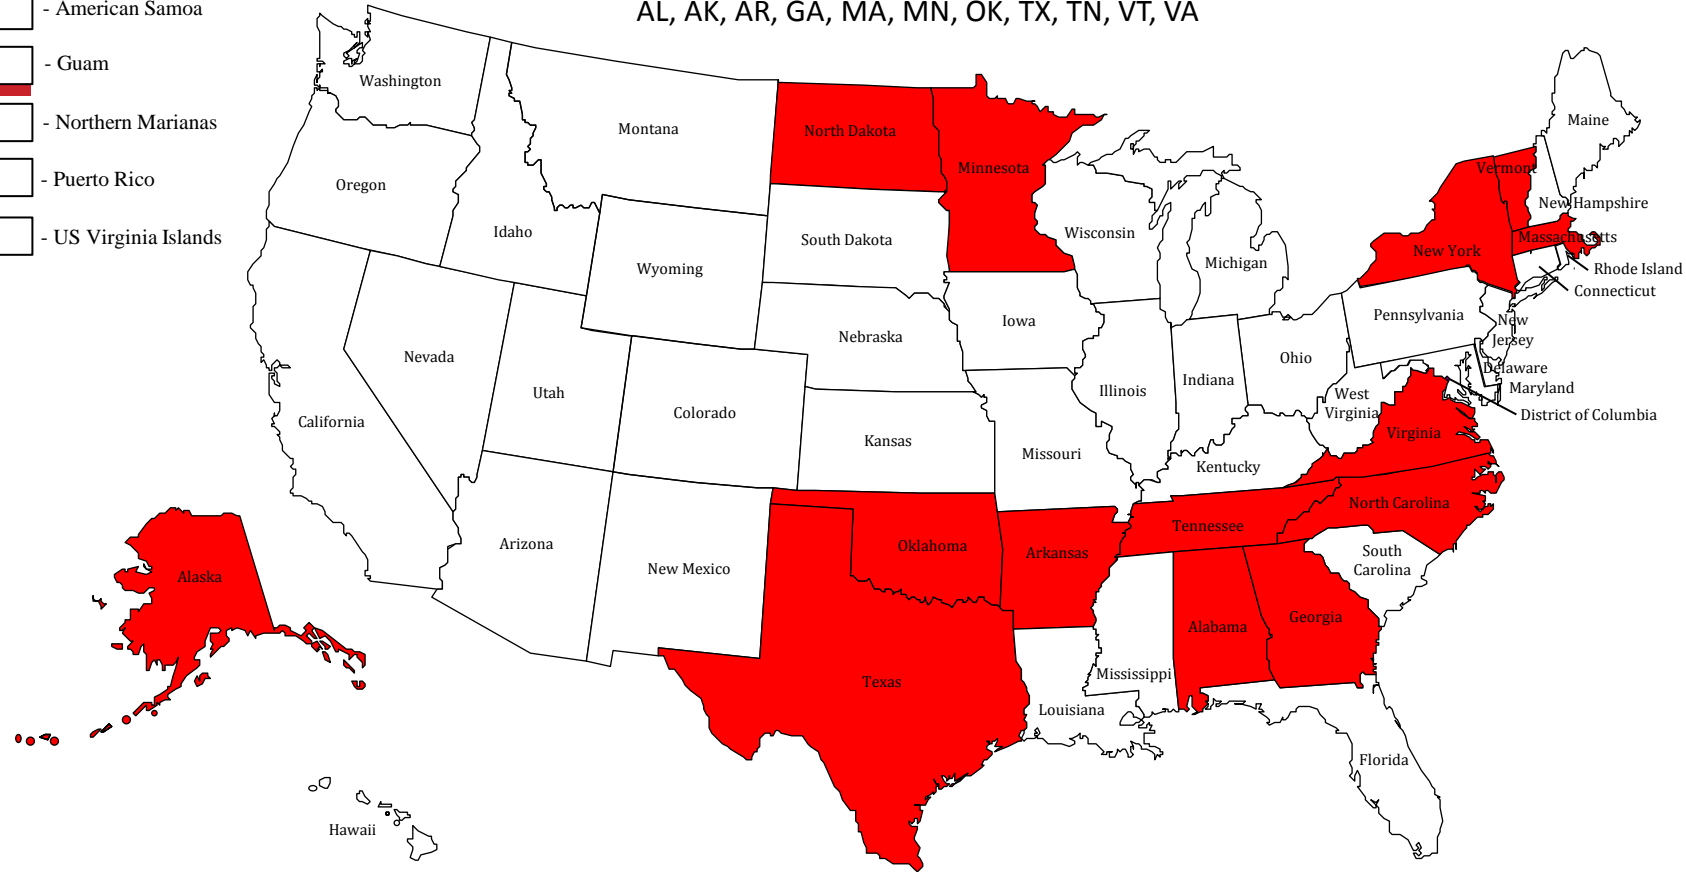 - American Samoa
AL, AK, AR, GA, MA, MN, OK, TX, TN, VT, VA
- Guam
- Northern Marianas
- Puerto Rico
- US Virginia Islands
Washington
Montana
North Dakota
Minnesota
Maine
Oregon
Idaho
Wyoming
South Dakota
Wisconsin
Michigan
Vermont
New Hampshire
New York
Massachusetts
Rhode Island
Connecticut
Nevada
Utah
Colorado
Nebraska
Iowa
Illinois
Indiana
Ohio
Pennsylvania
New
Jersey
Delaware
Maryland
District of Columbia
West
Virginia
Virginia
California
Kansas
Missouri
Kentucky
Arizona
New Mexico
Oklahoma
Arkansas
Tennessee
North Carolina
South
Carolina
Alaska
Texas
Louisiana
Mississippi
Alabama
Georgia
Florida
Hawaii